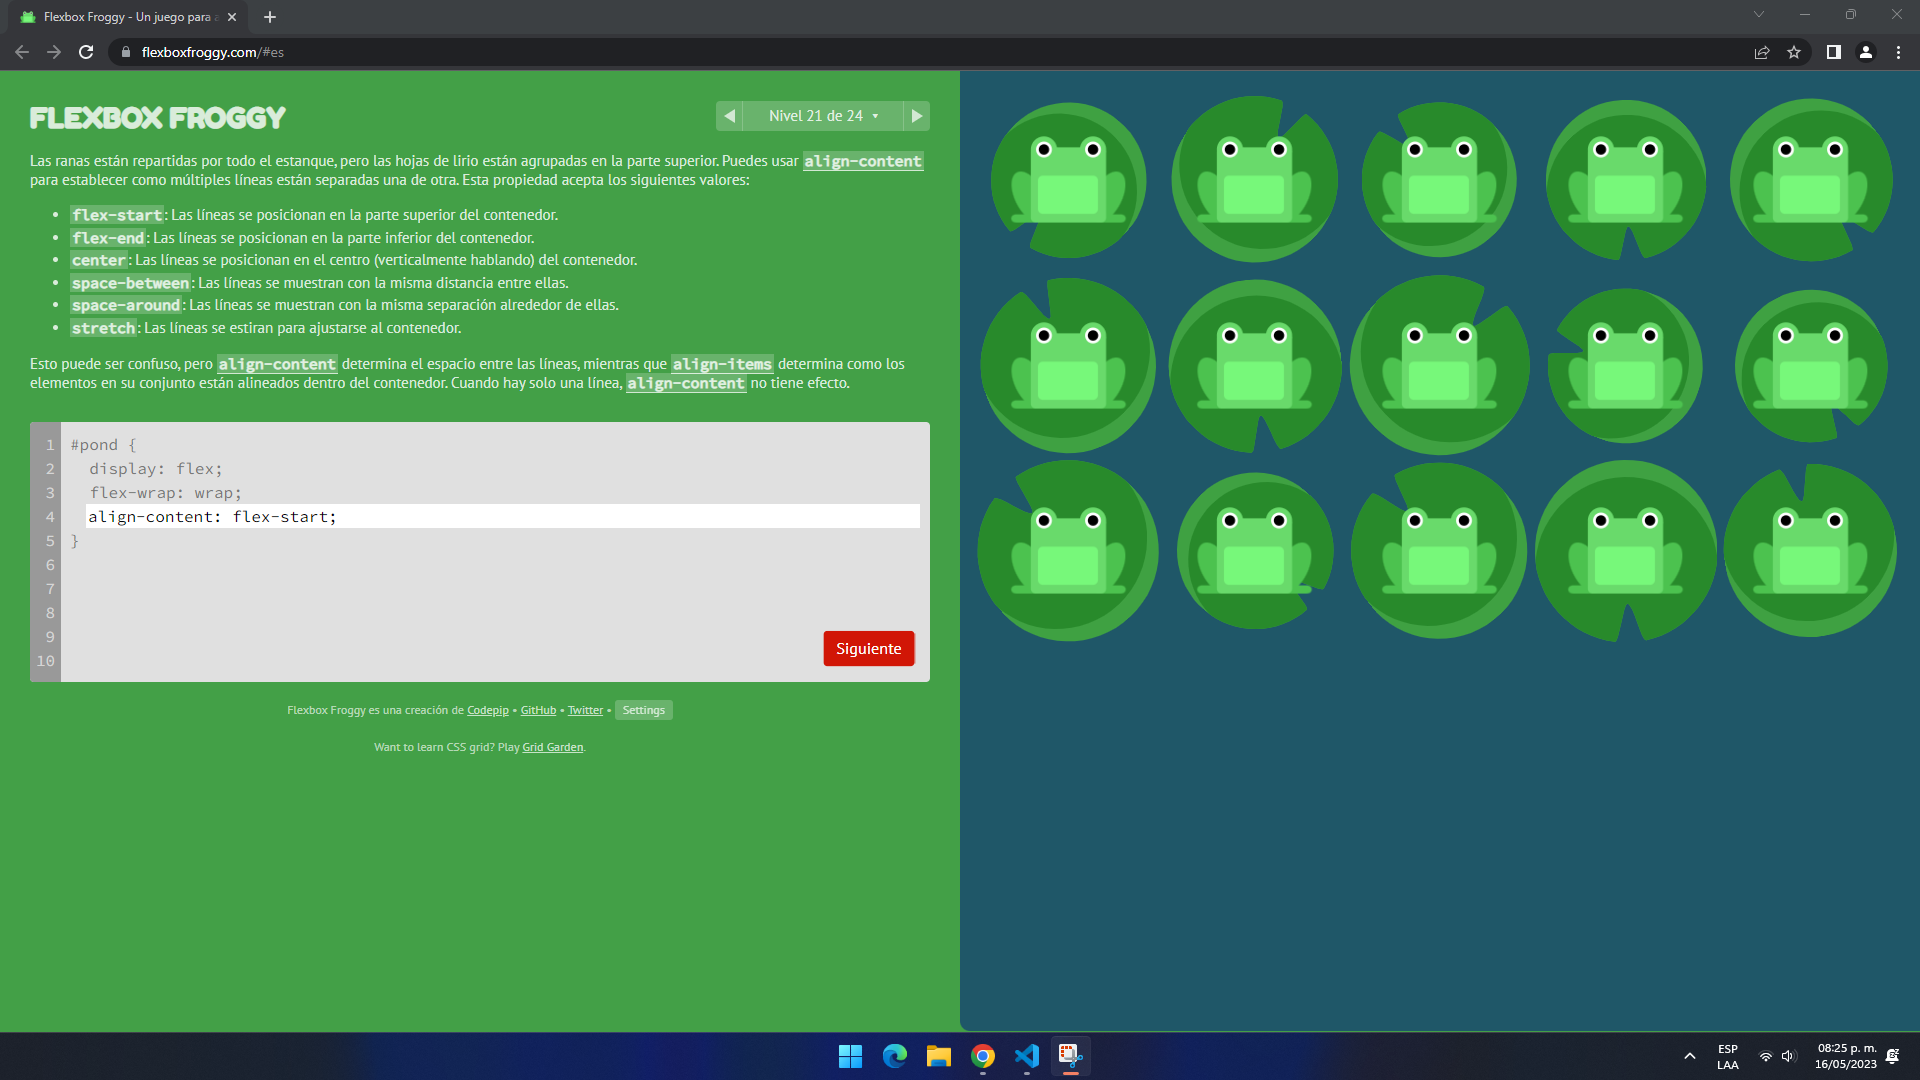 Flexbox Froggy - Un juego para
flexboxfroggy.com/#es
FLEXBOX FROGGY
Nivel 21 de 24
Las ranas están repartidas por todo el estanque, pero las hojas de lirio están agrupadas en la parte superior. Puedes usar align-content
para establecer como múltiples líneas están separadas una de otra. Esta propiedad acepta los siguientes valores:
• flex-start: Las líneas se posicionan en la parte superior del contenedor.
• flex-end: Las líneas se posicionan en la parte inferior del contenedor.
• center: Las líneas se posicionan en el centro (verticalmente hablando) del contenedor.
• space-between: Las líneas se muestran con la misma distancia entre ellas.
• space-around: Las líneas se muestran con la misma separación alrededor de ellas.
• stretch: Las líneas se estiran para ajustarse al contenedor.
Esto puede ser confuso, pero align-content determina el espacio entre las líneas, mientras que align-items determina como los
elementos en su conjunto están alineados dentro del contenedor. Cuando hay solo una línea, align-content no tiene efecto.
1 #pond {
2 display: flex;
3 flex-wrap: wrap;
4 align-content: flex-start;
5 }
6
7
8
9
10
Siguiente
Flexbox Froggy es una creación de Codepip • GitHub • Twitter • Settings
Want to learn CSS grid? Play Grid Garden.
ESP
LAA
08:25 p. m.
16/05/2023